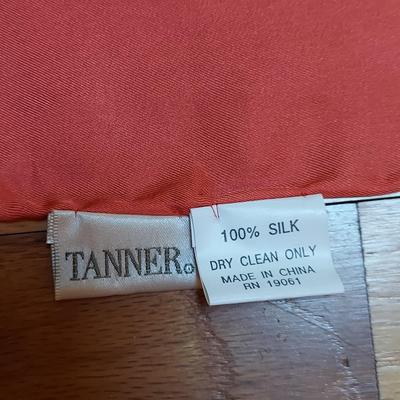 TANNER
100% SILK
DRY CLEAN ONLY
MADE IN CHINA
RN 19061